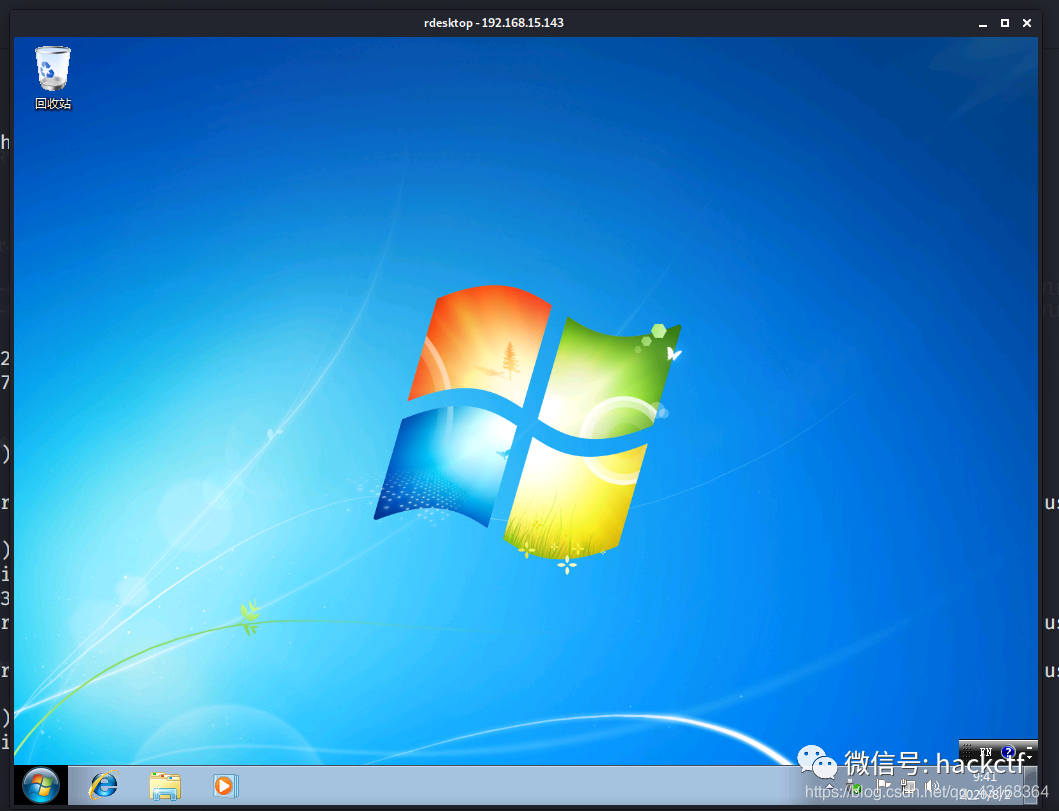 rdesktop - 192.168.15.143
回收站
h
2
7
)
r
us
)
i
3
r
us
r
us
)
i
EN
微信号: hackctf
9:41
2020/8/2
https://blog.csdn.net/qq_43168364